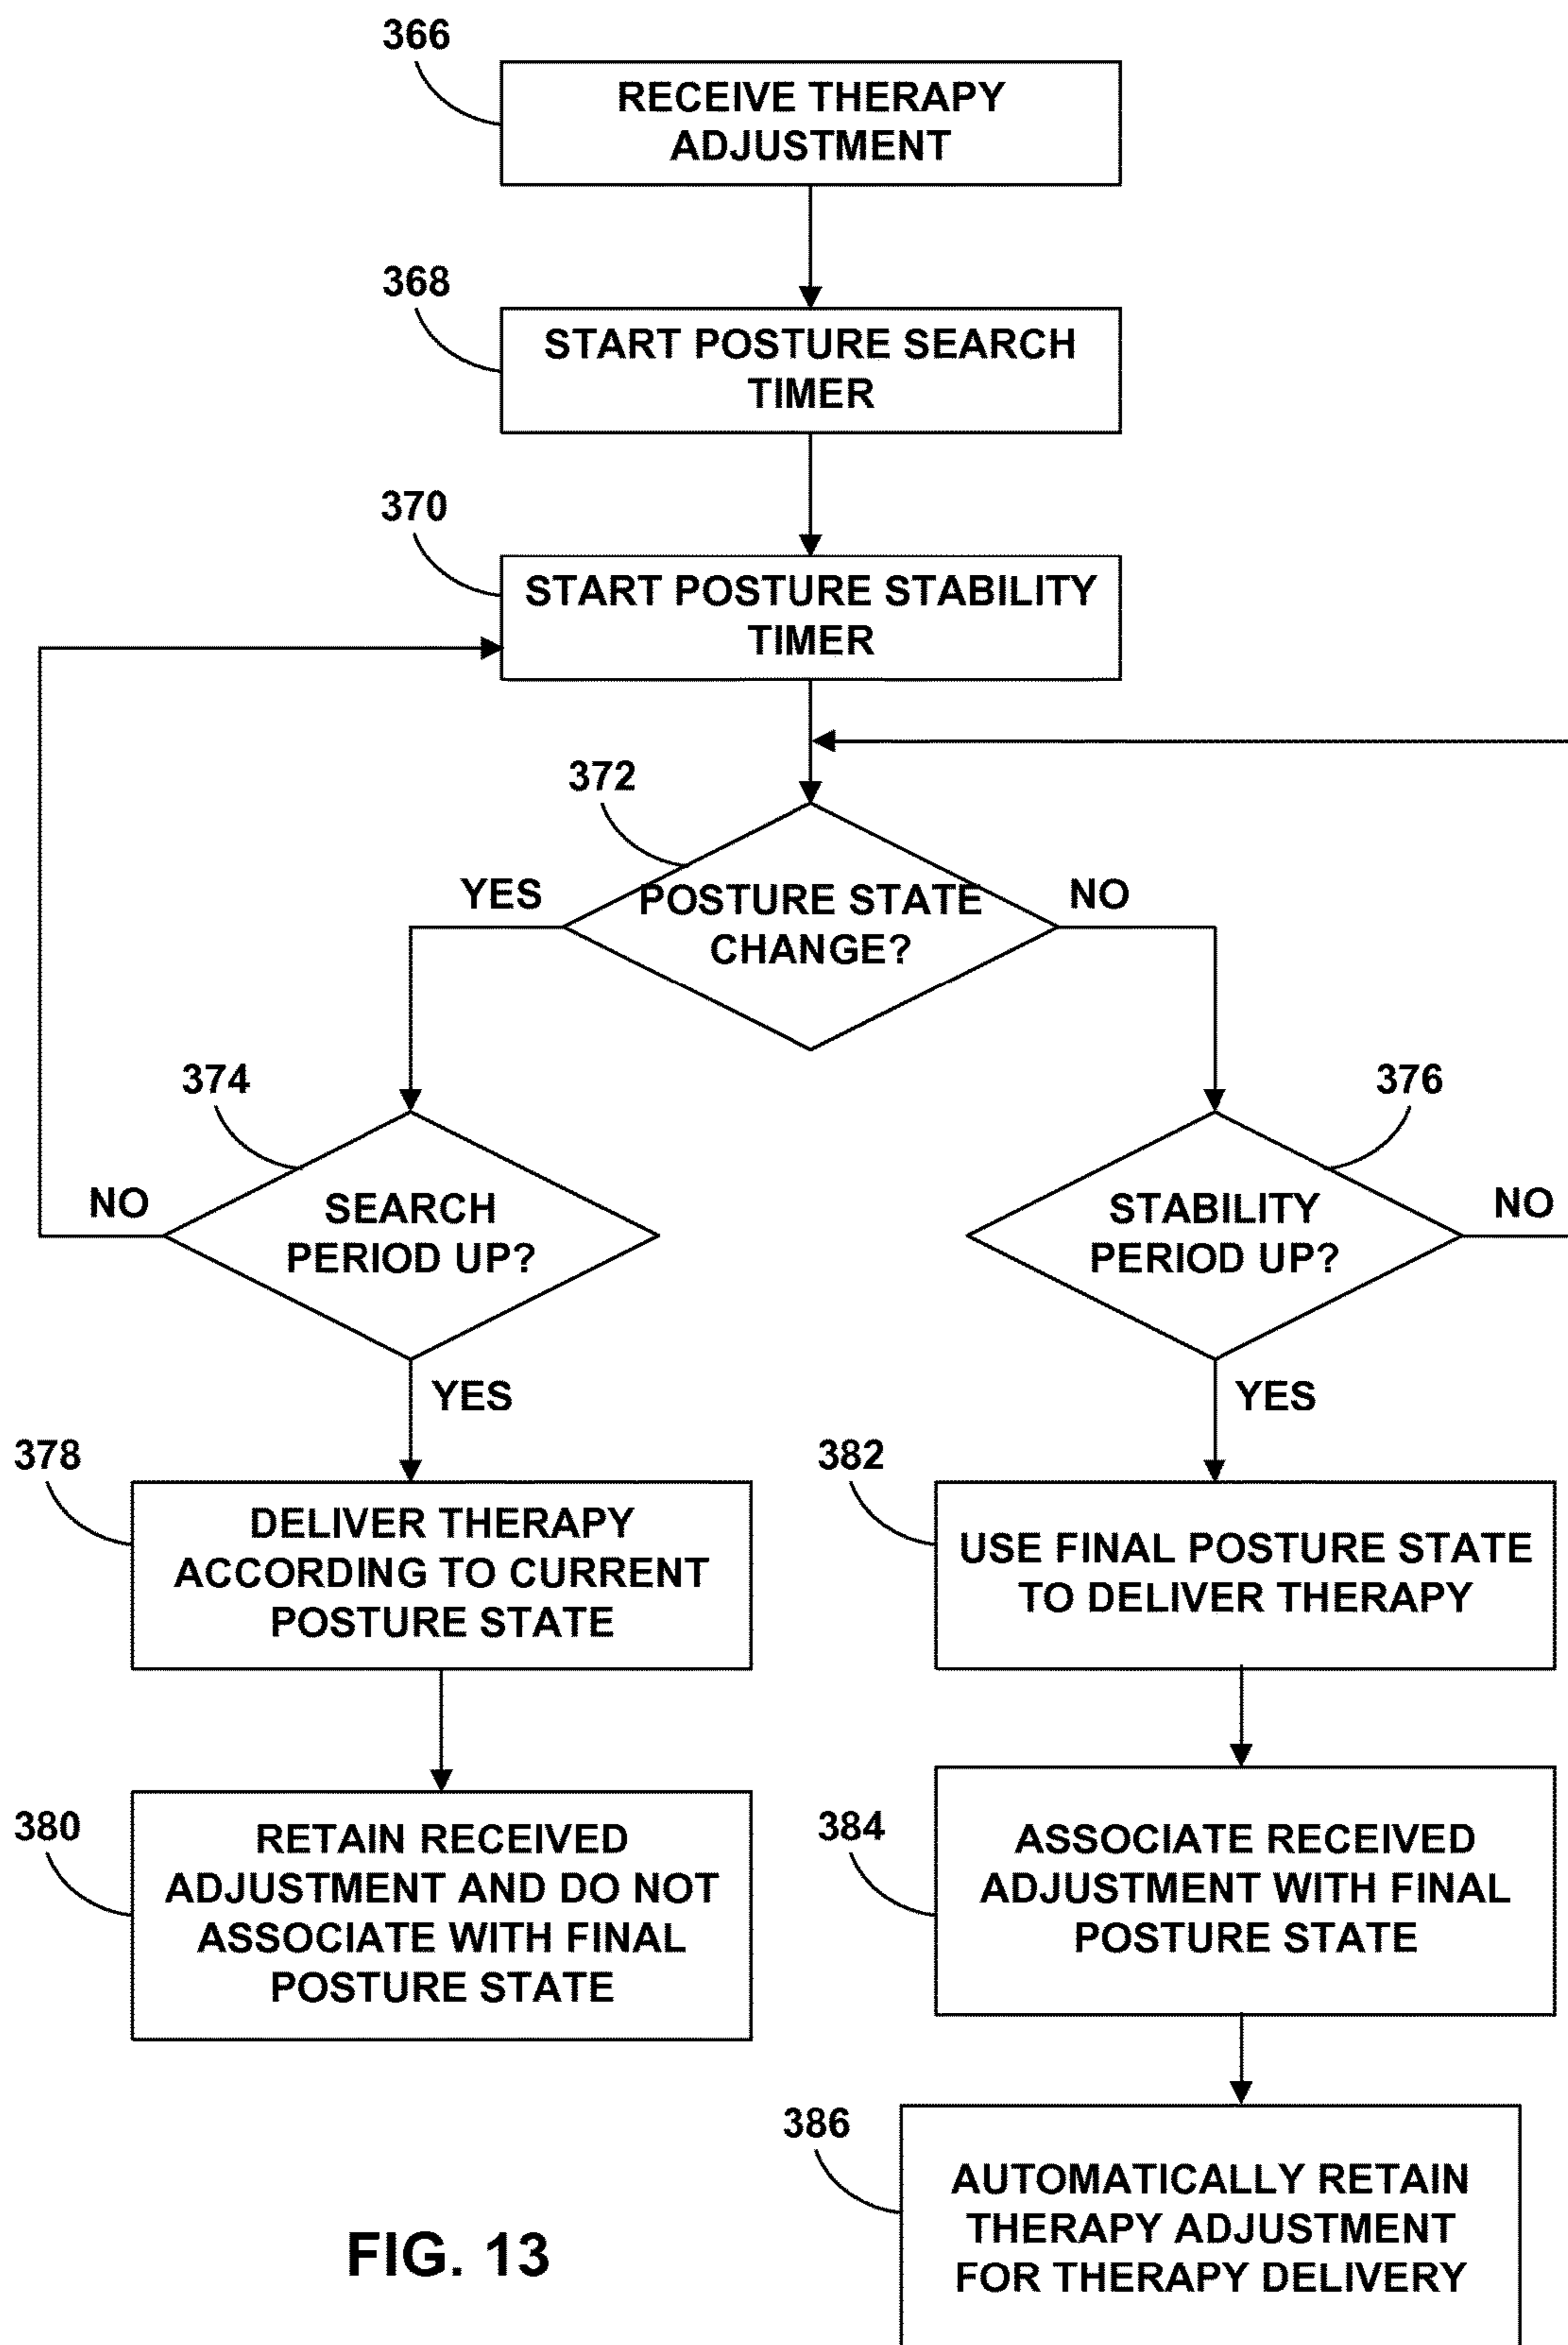 366
RECEIVE THERAPY
ADJUSTMENT
368
START POSTURE SEARCH
TIMER
370
START POSTURE STABILITY
TIMER
372
YES
POSTURE STATE
CHANGE?
NO
374
376
NO
SEARCH
PERIOD UP?
STABILITY
PERIOD UP?
NO
YES
YES
378
DELIVER THERAPY
ACCORDING TO CURRENT
POSTURE STATE
382
USE FINAL POSTURE STATE
TO DELIVER THERAPY
380
RETAIN RECEIVED
ADJUSTMENT AND DO NOT
ASSOCIATE WITH FINAL
POSTURE STATE
384
ASSOCIATE RECEIVED
ADJUSTMENT WITH FINAL
POSTURE STATE
386
AUTOMATICALLY RETAIN
THERAPY ADJUSTMENT
FOR THERAPY DELIVERY
FIG. 13